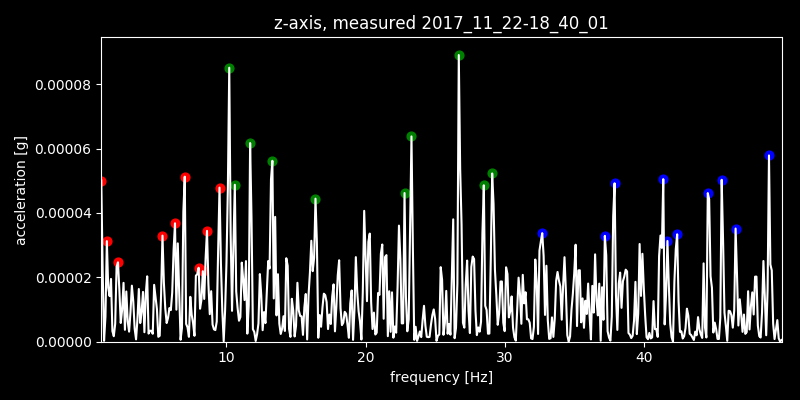 z-axis, measured 2017_11_22-18_40_01
0.00008
0.00006
0.00004
0.00002
0.00000
acceleration [g]
10 20 30 40
frequency [Hz]